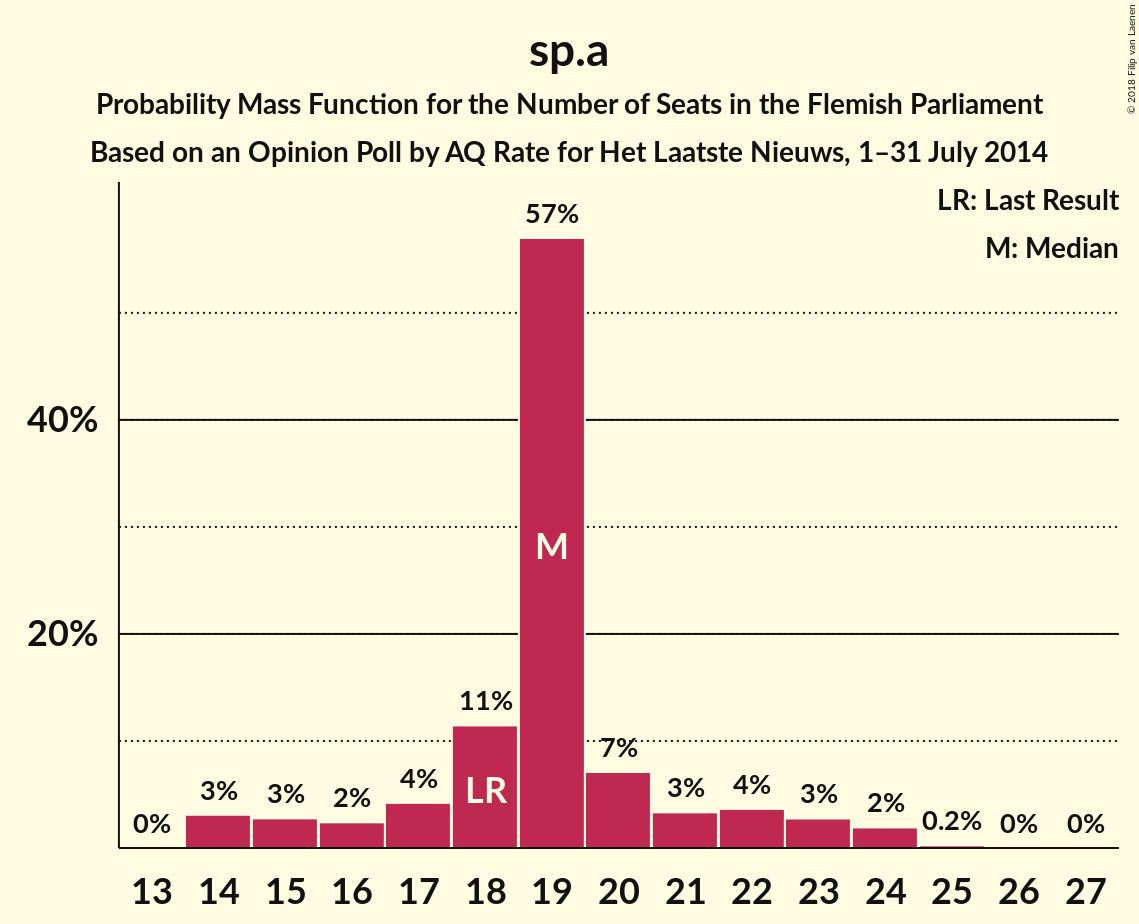 sp.a
Probability Mass Function for the Number of Seats in the Flemish Parliament
Based on an Opinion Poll by AQ Rate for Het Laatste Nieuws, 1–31 July 2014
© 2018 Filip van Laenen
LR: Last Result
M: Median
57%
40%
M
20%
11%
7%
LR
4%
4%
3%
3%
3%
3%
2%
2%
0.2%
0%
0%
0%
13 14 15 16 17 18 19 20 21 22 23 24 25 26 27